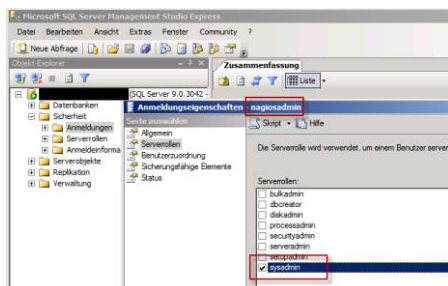 Microsoft SQL Server Management Studio Express
Datei Bearbeiten Ansicht Extras Fenster Community ?
Neue Abfrage
Objekt-Explorer
Zusammenfassung
Liste
(SQL Server 9.0.3042 -
Datenbanken
Sicherheit
Anmeldungen
Serverrollen
Anmeldeinforma
Serverobjekte
Replikation
Verwaltung
Anmeldungseigenschaften - nagiosadmin
Seite auswählen
Allgemein
Serverrollen
Benutzerzuordnung
Sicherungsfähige Elemente
Status
Skript Hilfe
Die Serverrolle wird verwendet, um einem Benutzer server
Serverrollen:
bulkadmin
dbcreator
diskadmin
processadmin
securityadmin
serveradmin
setupadmin
sysadmin